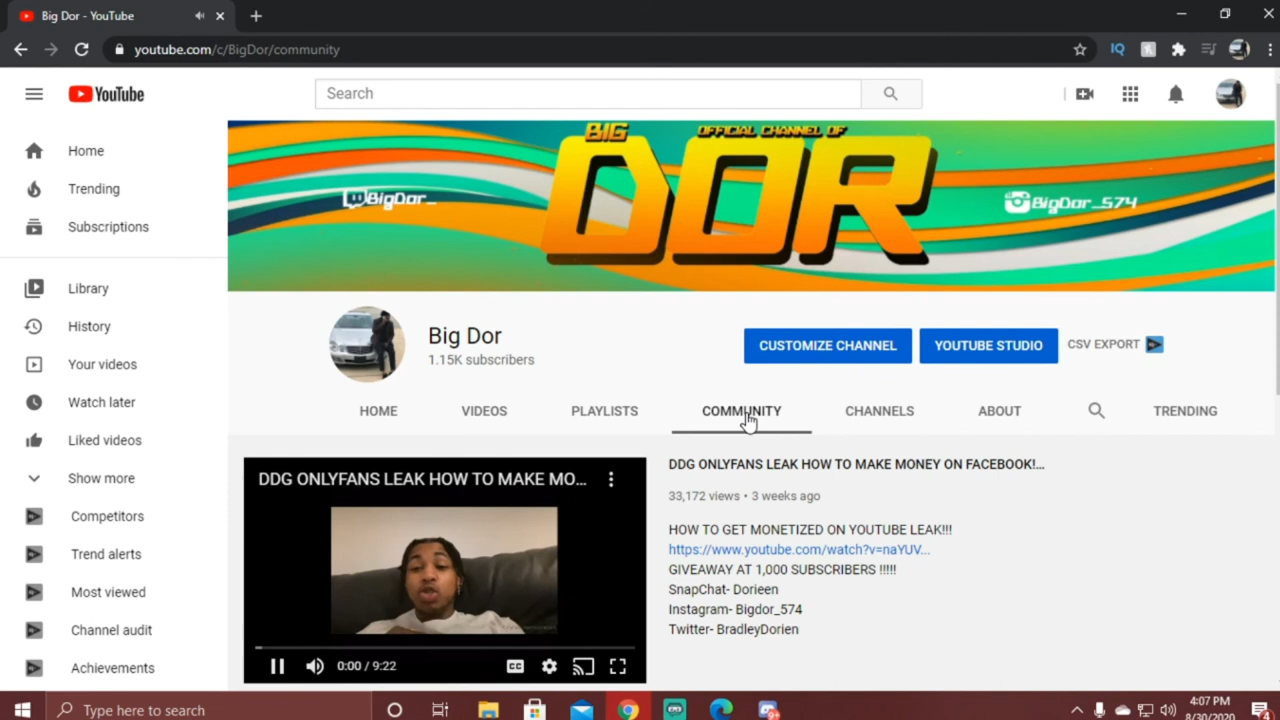 Big Dor - YouTube
youtube.com/c/BigDor/community
IQ
YouTube
Search
Home
Trending
Subscriptions
Library
History
Your videos
Watch later
Liked videos
Show more
Competitors
Trend alerts
Most viewed
Channel audit
Achievements
BIG
OFFICIAL CHANNEL OF
DOR
BigDor_
BigDor_574
Big Dor
1.15K subscribers
CUSTOMIZE CHANNEL
YOUTUBE STUDIO
CSV EXPORT
HOME VIDEOS PLAYLISTS COMMUNITY CHANNELS ABOUT TRENDING
DDG ONLYFANS LEAK HOW TO MAKE MO...
CC
0:00 / 9:22
DDG ONLYFANS LEAK HOW TO MAKE MONEY ON FACEBOOK!...
33,172 views • 3 weeks ago
HOW TO GET MONETIZED ON YOUTUBE LEAK!!!
https://www.youtube.com/watch?v=naYUV...
GIVEAWAY AT 1,000 SUBSCRIBERS !!!!!
SnapChat- Dorieen
Instagram- Bigdor_574
Twitter- BradleyDorien
Type here to search
4:07 PM
8/30/2020